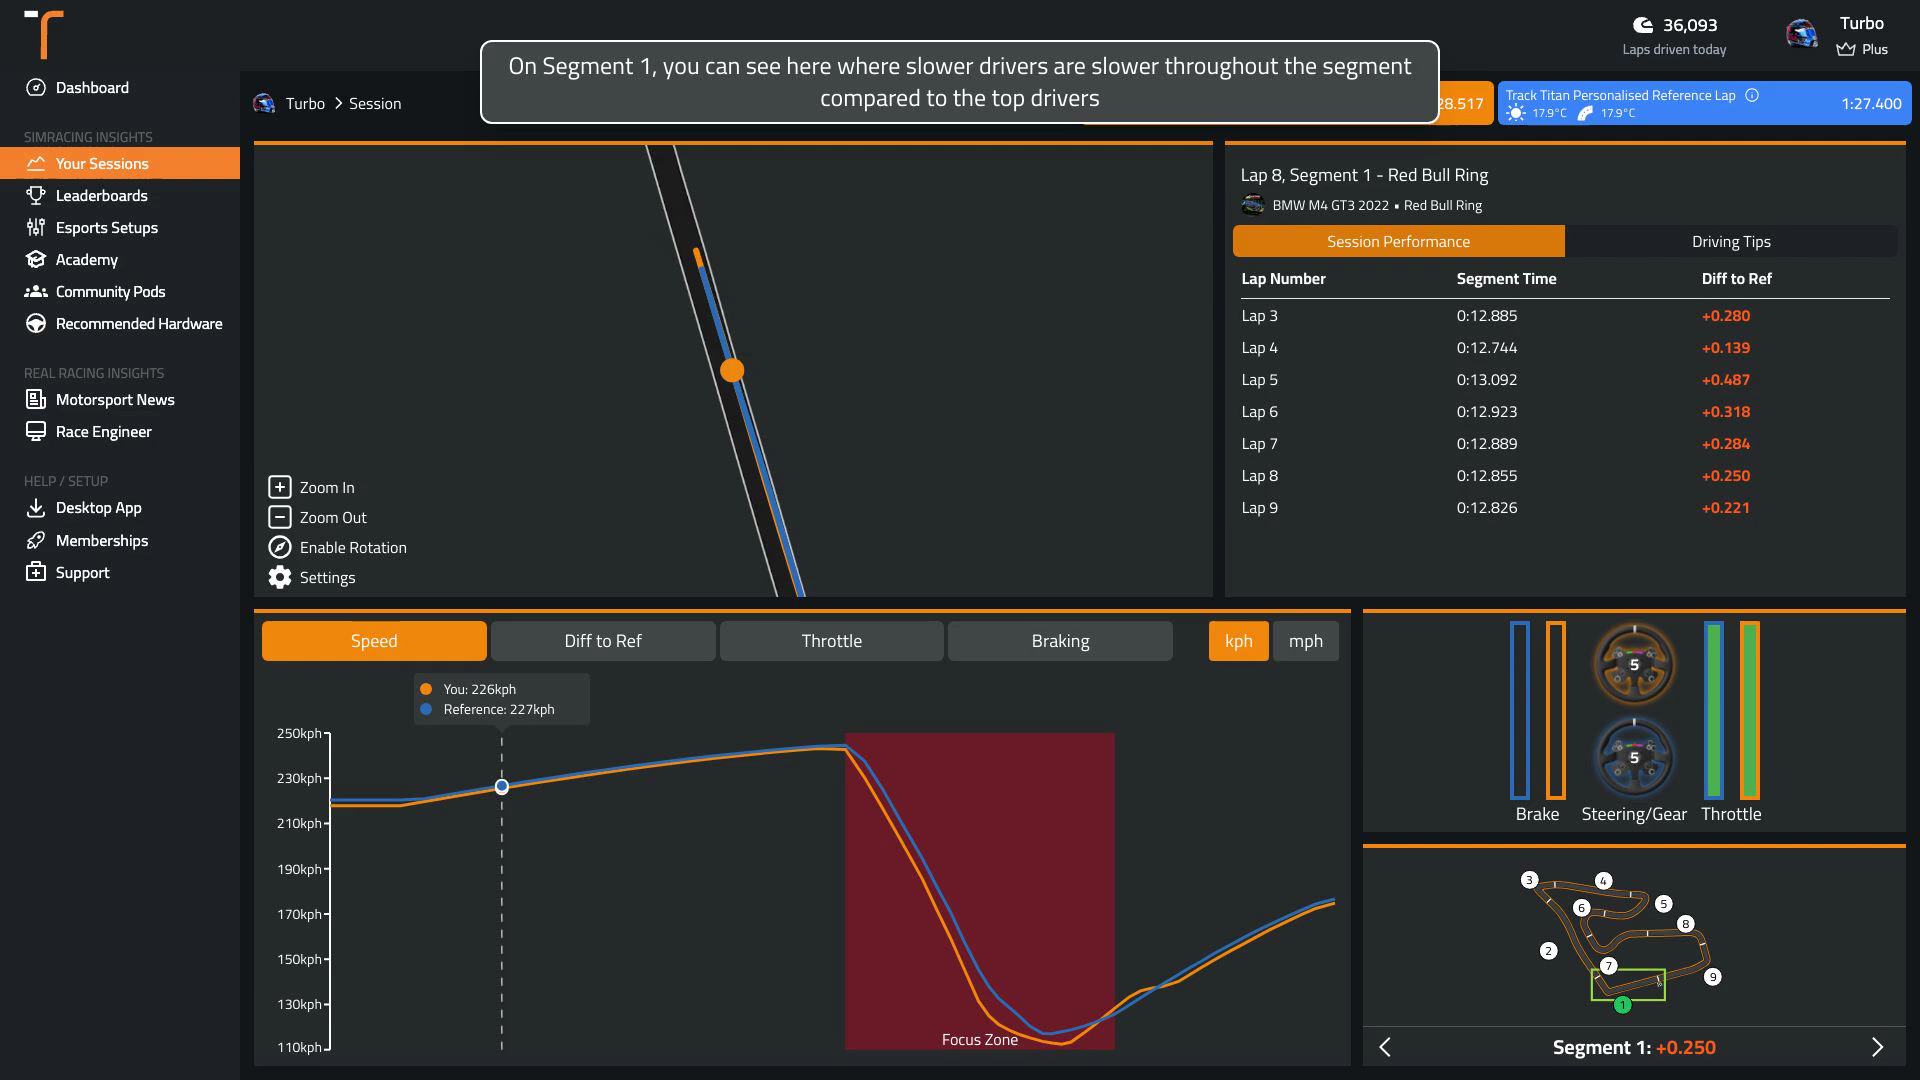 36,093
Laps driven today
Turbo
Plus
On Segment 1, you can see here where slower drivers are slower throughout the segment
compared to the top drivers
Dashboard
SIMRACING INSIGHTS
Your Sessions
Leaderboards
Esports Setups
Academy
Community Pods
Recommended Hardware
REAL RACING INSIGHTS
Motorsport News
Race Engineer
HELP / SETUP
Desktop App
Memberships
Support
Turbo > Session
28.517
Track Titan Personalised Reference Lap
17.9°C 17.9°C
1:27.400
Zoom In
Zoom Out
Enable Rotation
Settings
Lap 8, Segment 1 - Red Bull Ring
BMW M4 GT3 2022 • Red Bull Ring
Session Performance Driving Tips
Lap Number Segment Time Diff to Ref
Lap 3 0:12.885 +0.280
Lap 4 0:12.744 +0.139
Lap 5 0:13.092 +0.487
Lap 6 0:12.923 +0.318
Lap 7 0:12.889 +0.284
Lap 8 0:12.855 +0.250
Lap 9 0:12.826 +0.221
Speed Diff to Ref Throttle Braking kph mph
You: 226kph
Reference: 227kph
250kph
230kph
210kph
190kph
170kph
150kph
130kph
110kph
Focus Zone
5
5
Brake Steering/Gear Throttle
3
4
5
6
8
2
7
9
1
Segment 1: +0.250